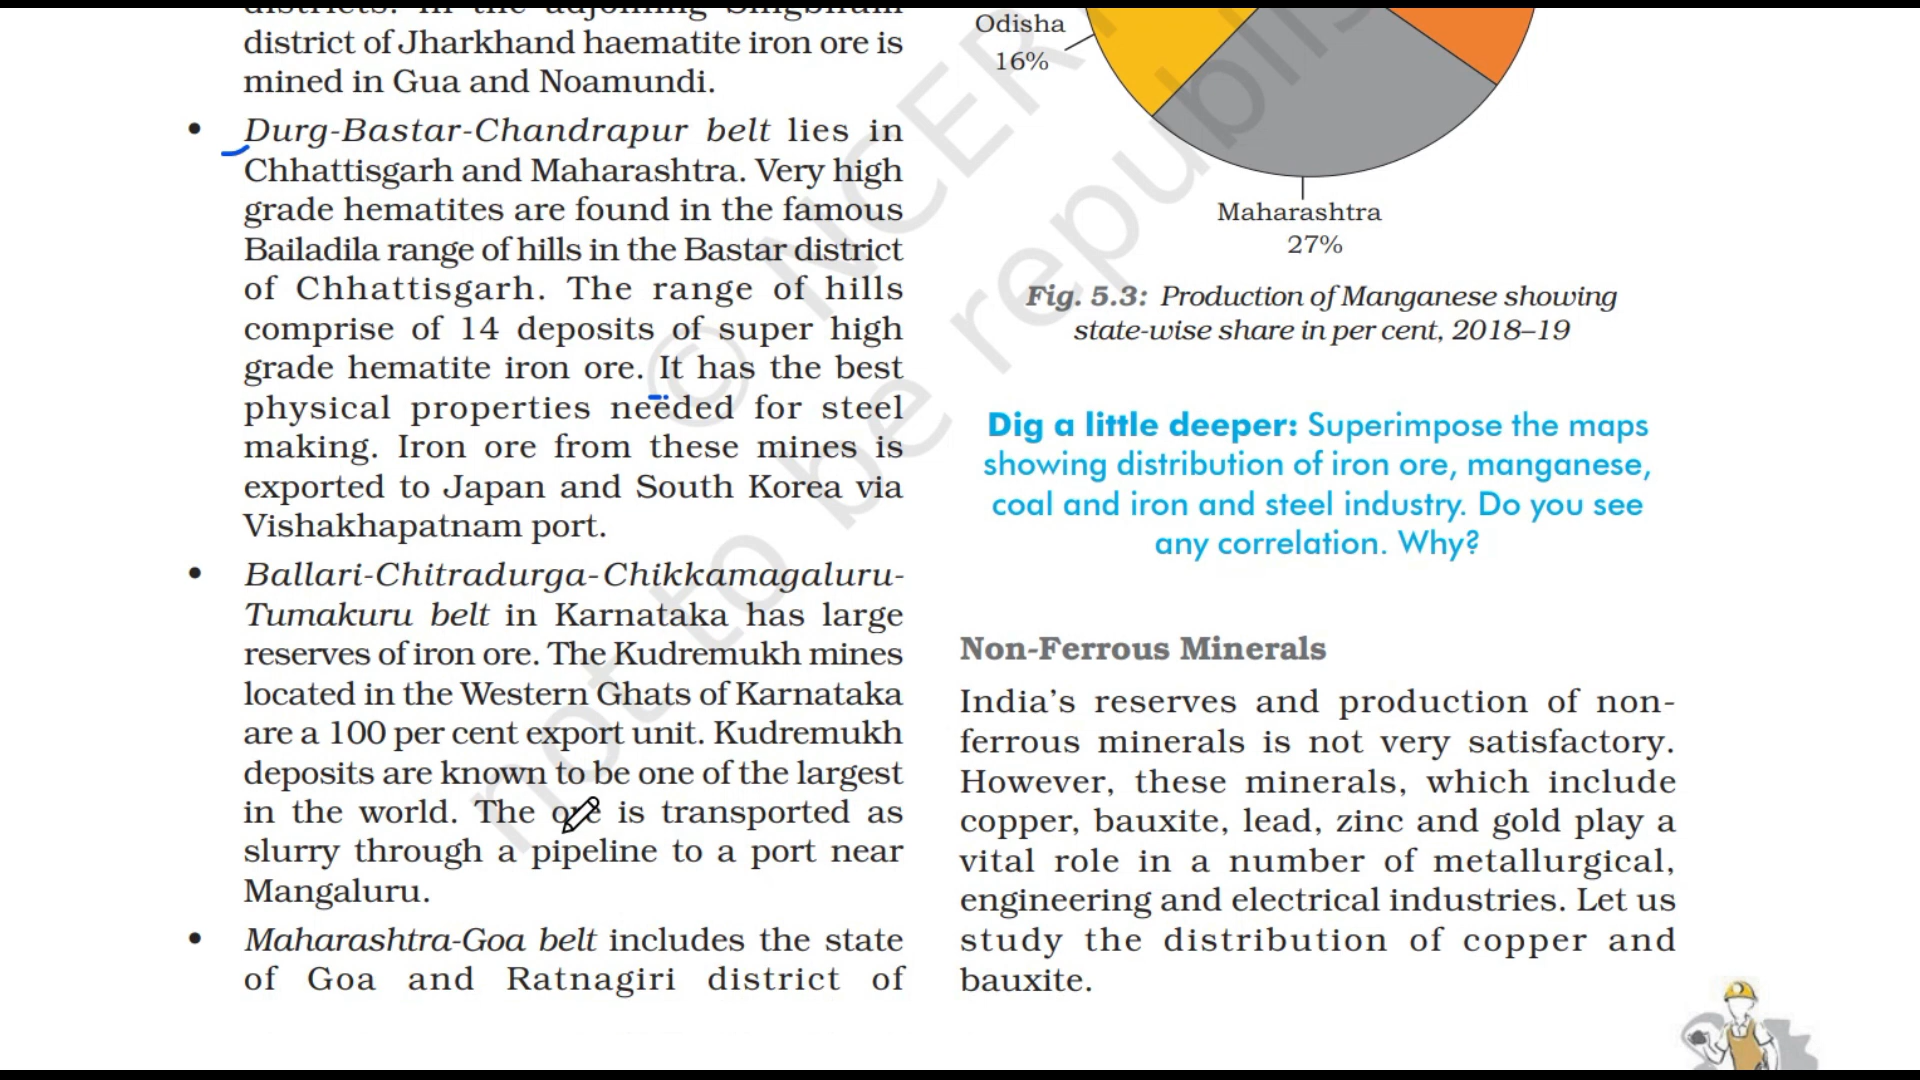 districts. In the adjoining Singbhum
district of Jharkhand haematite iron ore is
mined in Gua and Noamundi.
• Durg-Bastar-Chandrapur belt lies in
Chhattisgarh and Maharashtra. Very high
grade hematites are found in the famous
Bailadila range of hills in the Bastar district
of Chhattisgarh. The range of hills
comprise of 14 deposits of super high
grade hematite iron ore. It has the best
physical properties needed for steel
making. Iron ore from these mines is
exported to Japan and South Korea via
Vishakhapatnam port.
• Ballari-Chitradurga-Chikkamagaluru-
Tumakuru belt in Karnataka has large
reserves of iron ore. The Kudremukh mines
located in the Western Ghats of Karnataka
are a 100 per cent export unit. Kudremukh
deposits are known to be one of the largest
in the world. The ore is transported as
slurry through a pipeline to a port near
Mangaluru.
• Maharashtra-Goa belt includes the state
of Goa and Ratnagiri district of
Odisha
16%
Maharashtra
27%
Fig. 5.3: Production of Manganese showing
state-wise share in per cent, 2018–19
Dig a little deeper: Superimpose the maps
showing distribution of iron ore, manganese,
coal and iron and steel industry. Do you see
any correlation. Why?
Non-Ferrous Minerals
India's reserves and production of non-
ferrous minerals is not very satisfactory.
However, these minerals, which include
copper, bauxite, lead, zinc and gold play a
vital role in a number of metallurgical,
engineering and electrical industries. Let us
study the distribution of copper and
bauxite.
© NCERT
not to be republis